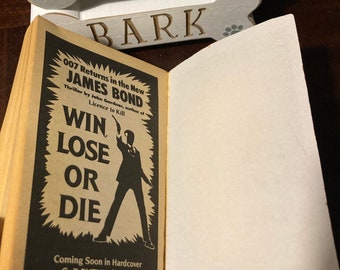 BARK
007 Returns in the New
JAMES BOND
Thriller by John Gardner, author of
Licence to Kill
WIN,
LOSE
OR
DIE
Coming Soon in Hardcover